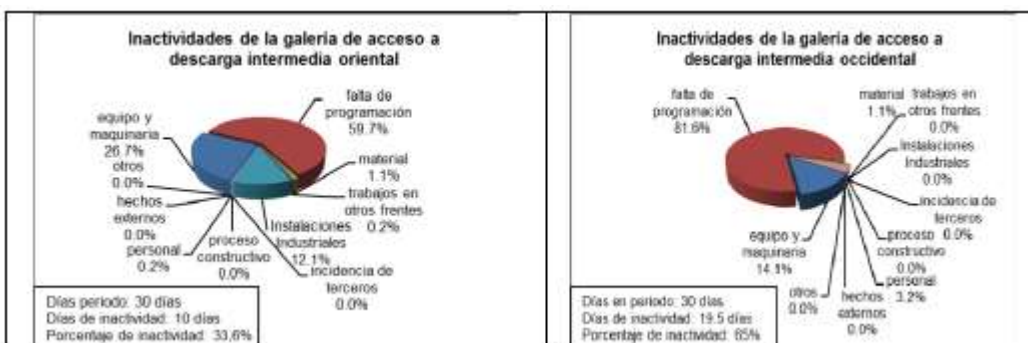 Inactividades de la galería de acceso a
descarga intermedia oriental
falta de
programación
59.7%
equipo y
maquinaria
26.7%
otros
0.0%
hechos
externos
0.0%
personal
0.2%
proceso
constructivo
0.0%
Instalaciones
Industriales
12.1%
incidencia de
terceros
0.0%
trabajos en
otros frentes
0.2%
material
1.1%
Días periodo: 30 días
Días de inactividad: 10 días
Porcentaje de inactividad: 33,6%
Inactividades de la galería de acceso a
descarga intermedia occidental
falta de
programación
81.6%
material
1.1%
trabajos en
otros frentes
0.0%
Instalaciones
Industriales
0.0%
incidencia de
terceros
0.0%
proceso
constructivo
0.0%
personal
3.2%
hechos
externos
0.0%
otros
0.0%
equipo y
maquinaria
14.1%
Días en periodo: 30 días
Días de inactividad: 19.5 días
Porcentaje de inactividad: 65%